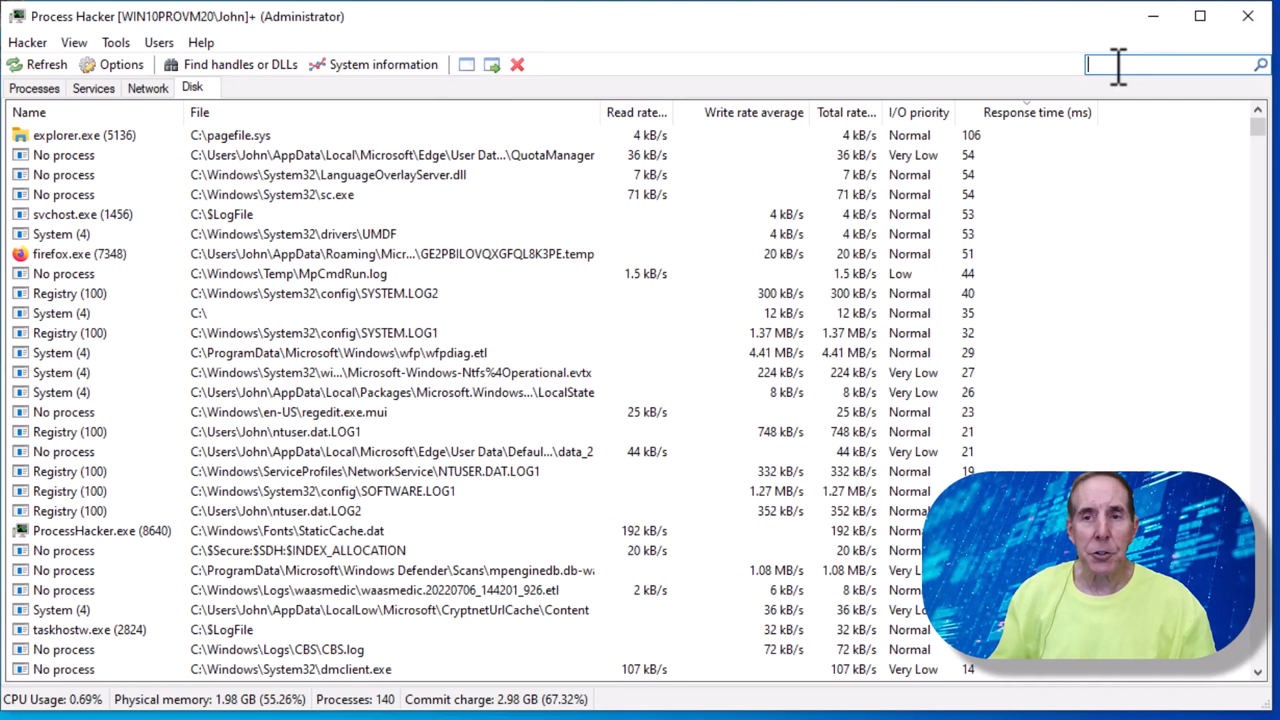 Process Hacker [WIN10PROVM20\John]+ (Administrator)
Hacker View Tools Users Help
Refresh Options Find handles or DLLs System information
Processes Services Network Disk
Name File Read rate... Write rate average Total rate... I/O priority Response time (ms)
explorer.exe (5136) C:\pagefile.sys 4 kB/s 4 kB/s Normal 106
No process C:\Users\John\AppData\Local\Microsoft\Edge\User Dat...\QuotaManager 36 kB/s 36 kB/s Very Low 54
No process C:\Windows\System32\LanguageOverlayServer.dll 7 kB/s 7 kB/s Normal 54
No process C:\Windows\System32\sc.exe 71 kB/s 71 kB/s Normal 54
svchost.exe (1456) C:\$LogFile 4 kB/s 4 kB/s Normal 53
System (4) C:\Windows\System32\drivers\UMDF 4 kB/s 4 kB/s Normal 53
firefox.exe (7348) C:\Users\John\AppData\Roaming\Micr...\GE2PBILOVQXGFQL8K3PE.temp 20 kB/s 20 kB/s Normal 51
No process C:\Windows\Temp\MpCmdRun.log 1.5 kB/s 1.5 kB/s Low 44
Registry (100) C:\Windows\System32\config\SYSTEM.LOG2 300 kB/s 300 kB/s Normal 40
System (4) C:\ 12 kB/s 12 kB/s Normal 35
Registry (100) C:\Windows\System32\config\SYSTEM.LOG1 1.37 MB/s 1.37 MB/s Normal 32
System (4) C:\ProgramData\Microsoft\Windows\wfp\wfpdiag.etl 4.41 MB/s 4.41 MB/s Normal 29
System (4) C:\Windows\System32\wi...\Microsoft-Windows-Ntfs%4Operational.evtx 224 kB/s 224 kB/s Very Low 27
System (4) C:\Users\John\AppData\Local\Packages\Microsoft.Windows...\LocalState 8 kB/s 8 kB/s Very Low 26
No process C:\Windows\en-US\regedit.exe.mui 25 kB/s 25 kB/s Normal 23
Registry (100) C:\Users\John\ntuser.dat.LOG1 748 kB/s 748 kB/s Normal 21
No process C:\Users\John\AppData\Local\Microsoft\Edge\User Data\Defaul...\data_2 44 kB/s 44 kB/s Very Low 21
Registry (100) C:\Windows\ServiceProfiles\NetworkService\NTUSER.DAT.LOG1 332 kB/s 332 kB/s Normal 19
Registry (100) C:\Windows\System32\config\SOFTWARE.LOG1 1.27 MB/s 1.27 MB/s Normal
Registry (100) C:\Users\John\ntuser.dat.LOG2 352 kB/s 352 kB/s Normal
ProcessHacker.exe (8640) C:\Windows\Fonts\StaticCache.dat 192 kB/s 192 kB/s Normal
No process C:\$Secure:$SDH:$INDEX_ALLOCATION 20 kB/s 20 kB/s Normal
No process C:\ProgramData\Microsoft\Windows Defender\Scans\mpenginedb.db-wa 1.08 MB/s 1.08 MB/s Very L
No process C:\Windows\Logs\waasmedic\waasmedic.20220706_144201_926.etl 2 kB/s 6 kB/s 8 kB/s Normal
System (4) C:\Users\John\AppData\LocalLow\Microsoft\CryptnetUrlCache\Content 36 kB/s 36 kB/s Normal
taskhostw.exe (2824) C:\$LogFile 32 kB/s 32 kB/s Normal
No process C:\Windows\Logs\CBS\CBS.log 72 kB/s 72 kB/s Normal
No process C:\Windows\System32\dmclient.exe 107 kB/s 107 kB/s Very Low 14
CPU Usage: 0.69% Physical memory: 1.98 GB (55.26%) Processes: 140 Commit charge: 2.98 GB (67.32%)